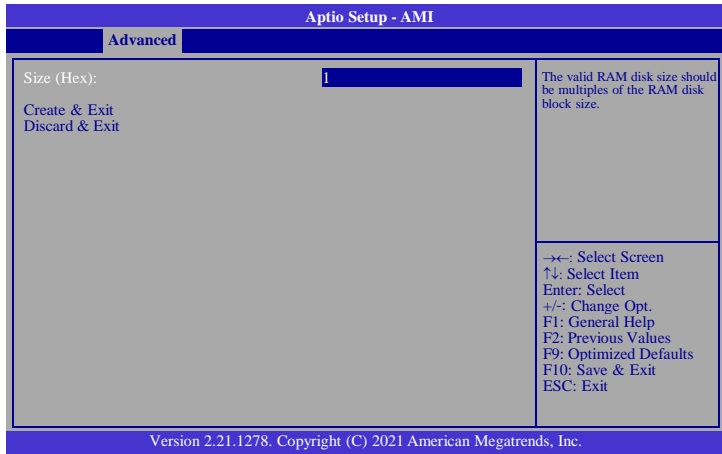 Aptio Setup - AMI
Advanced
Size (Hex): 1
Create & Exit
Discard & Exit
The valid RAM disk size should
be multiples of the RAM disk
block size.
→←: Select Screen
↑↓: Select Item
Enter: Select
+/-: Change Opt.
F1: General Help
F2: Previous Values
F9: Optimized Defaults
F10: Save & Exit
ESC: Exit
Version 2.21.1278. Copyright (C) 2021 American Megatrends, Inc.